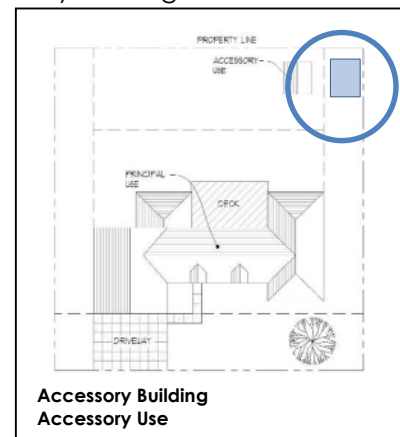 PROPERTY LINE
ACCESSORY
USE
PRINCIPAL
USE
DECK
DRIVEWAY
Accessory Building
Accessory Use